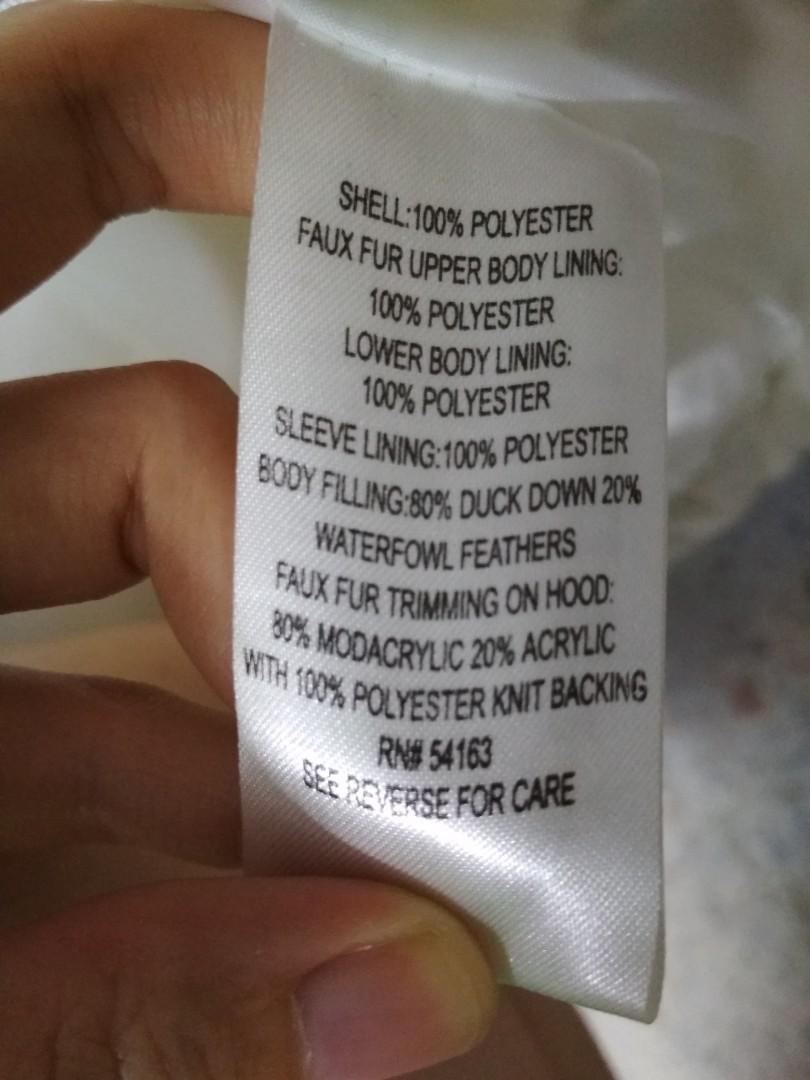 SHELL:100% POLYESTER
FAUX FUR UPPER BODY LINING:
100% POLYESTER
LOWER BODY LINING:
100% POLYESTER
SLEEVE LINING:100% POLYESTER
BODY FILLING:80% DUCK DOWN 20%
WATERFOWL FEATHERS
FAUX FUR TRIMMING ON HOOD:
80% MODACRYLIC 20% ACRYLIC
WITH 100% POLYESTER KNIT BACKING
RN# 54163
SEE REVERSE FOR CARE